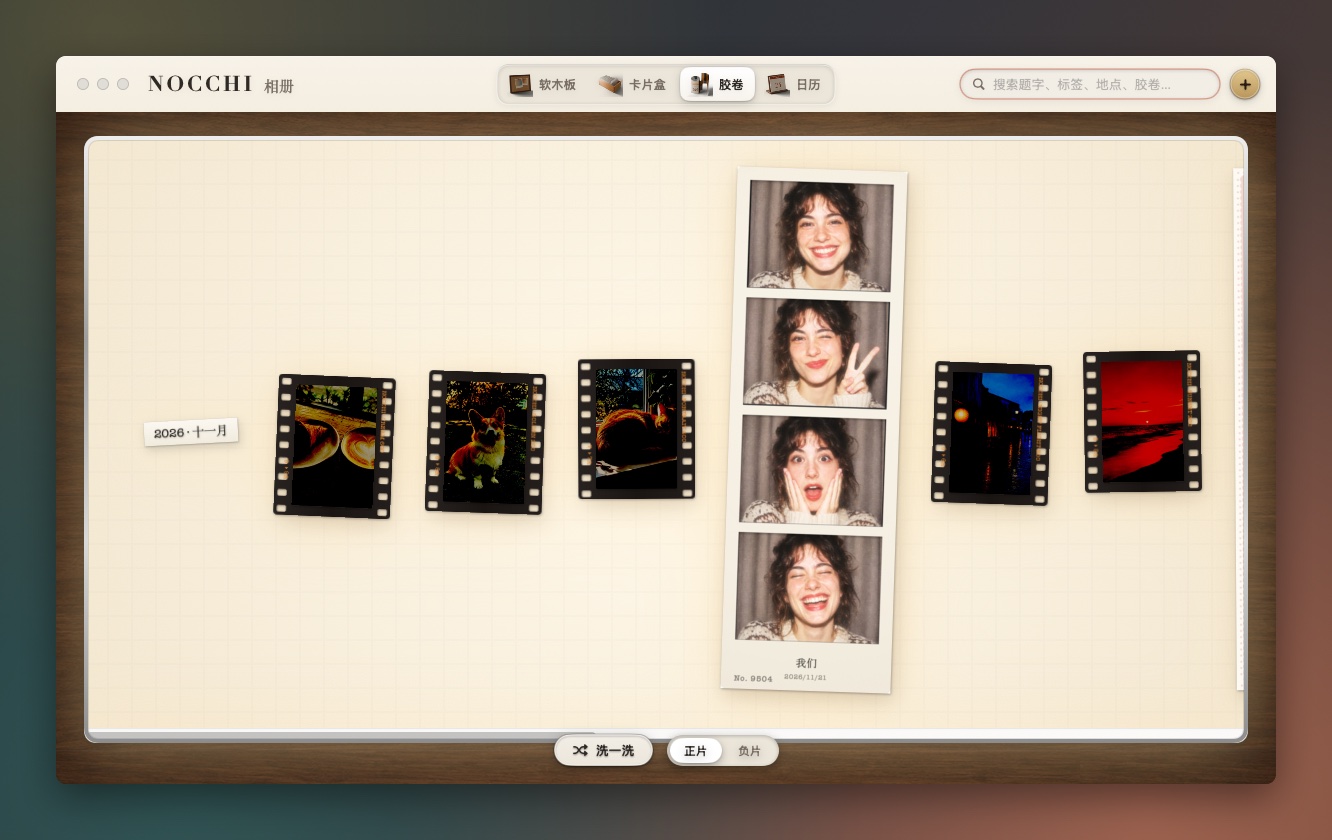 NOCCHI 相册
软木板
卡片盒
胶卷
日历
搜索题字、标签、地点、胶卷...
2026·十一月
我们
No. 9804 2026/11/21
洗一洗
正片
负片